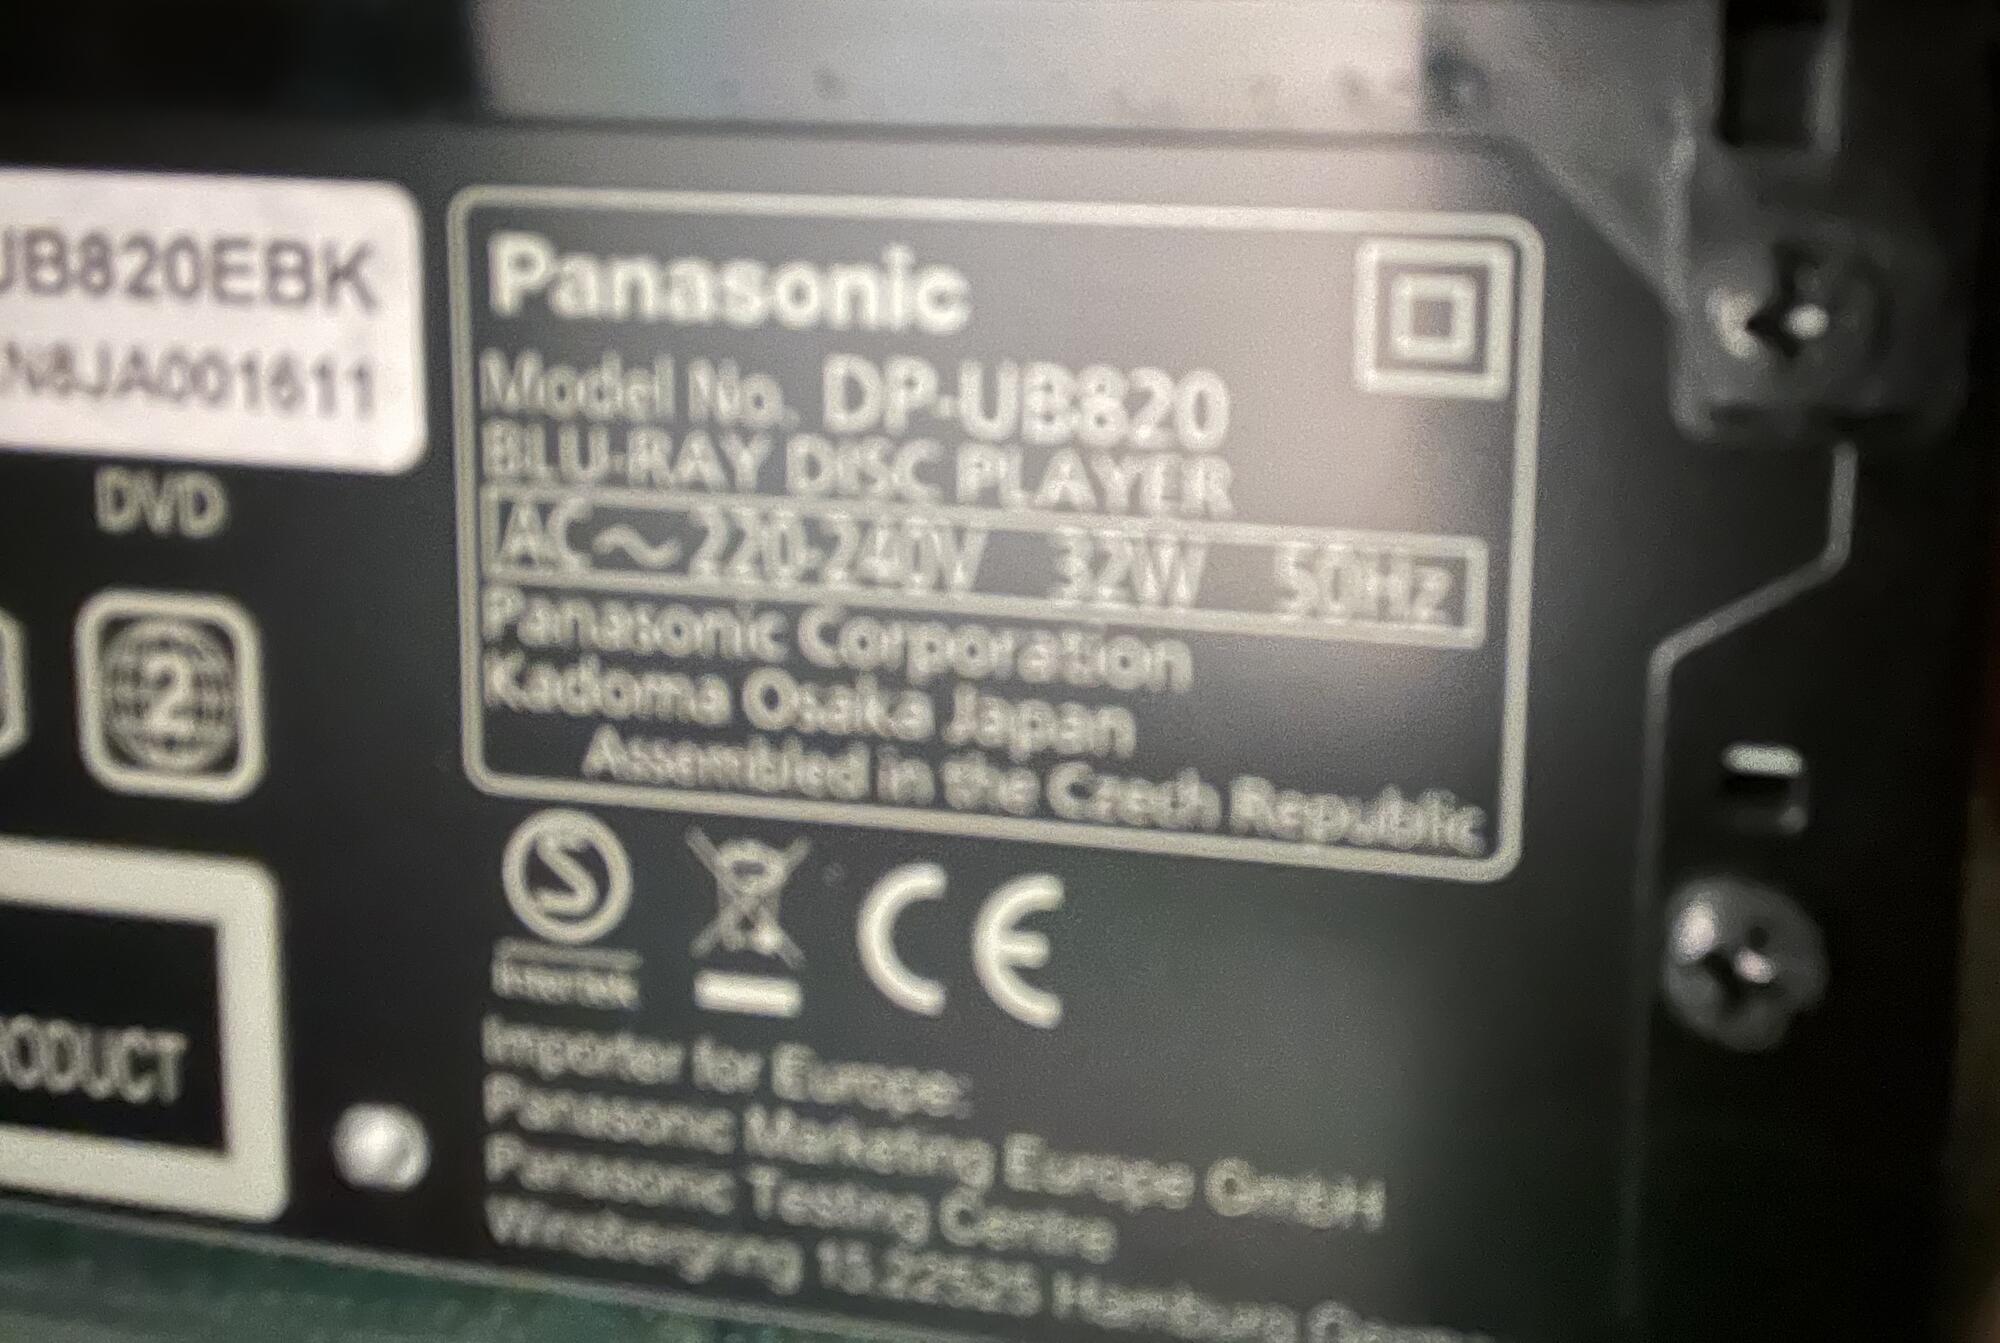 UB820EBK
N8JA001611
DVD
2
PRODUCT
Panasonic
Model No. DP-UB820
BLU-RAY DISC PLAYER
AC ~ 220-240V 32W 50Hz
Panasonic Corporation
Kadoma Osaka Japan
Assembled in the Czech Republic
S
Intertek
CE
Importer for Europe:
Panasonic Marketing Europe GmbH
Panasonic Testing Centre
Winsbergring 15, 22525 Hamburg